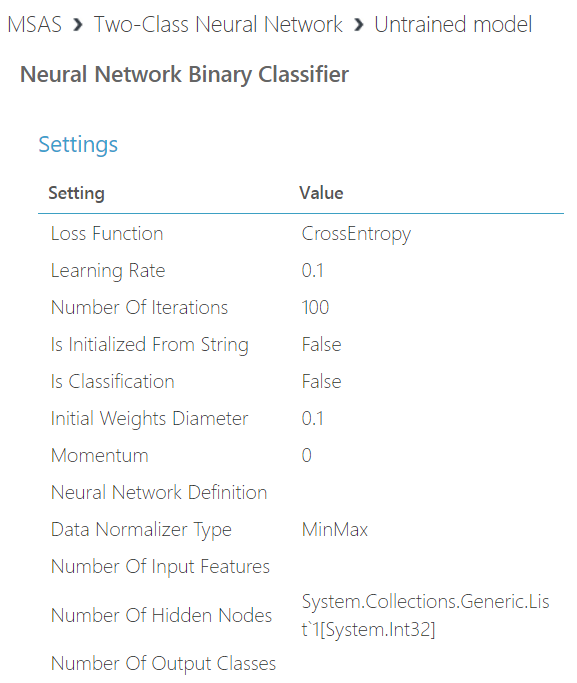 MSAS > Two-Class Neural Network > Untrained model
Neural Network Binary Classifier
Settings
Setting Value
Loss Function CrossEntropy
Learning Rate 0.1
Number Of Iterations 100
Is Initialized From String False
Is Classification False
Initial Weights Diameter 0.1
Momentum 0
Neural Network Definition
Data Normalizer Type MinMax
Number Of Input Features
Number Of Hidden Nodes System.Collections.Generic.Lis
t`1[System.Int32]
Number Of Output Classes